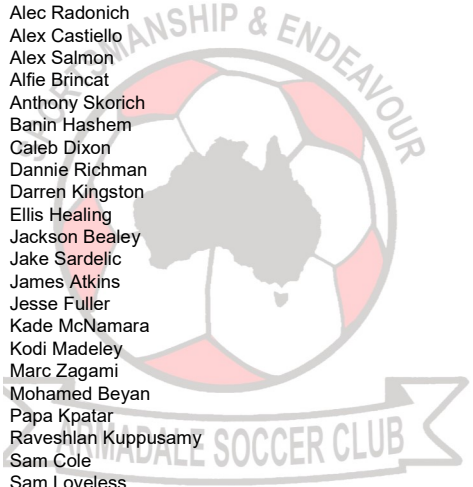 SPORTSMANSHIP & ENDEAVOUR
Alec Radonich
Alex Castiello
Alex Salmon
Alfie Brincat
Anthony Skorich
Banin Hashem
Caleb Dixon
Dannie Richman
Darren Kingston
Ellis Healing
Jackson Bealey
Jake Sardelic
James Atkins
Jesse Fuller
Kade McNamara
Kodi Madeley
Marc Zagami
Mohamed Beyan
Papa Kpatar
Raveshlan Kuppusamy
ARMADALE SOCCER CLUB
Sam Cole
Sam Loveless